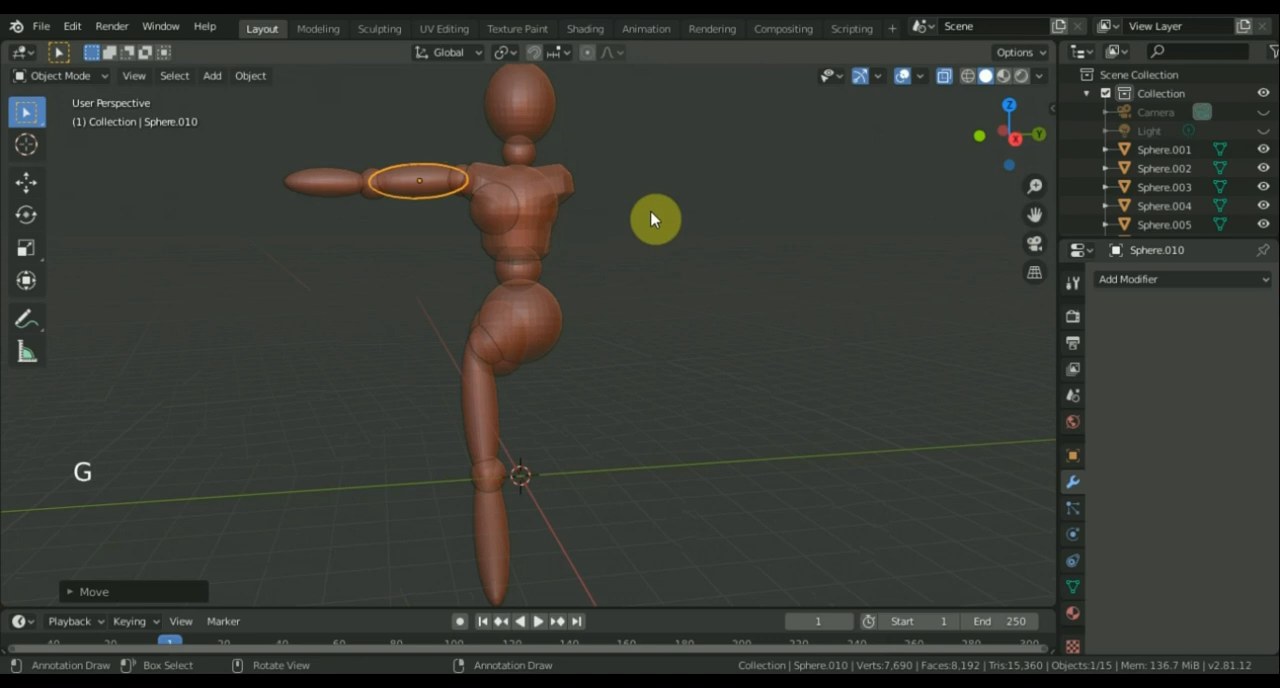 File Edit Render Window Help Layout Modeling Sculpting UV Editing Texture Paint Shading Animation Rendering Compositing Scripting + Scene View Layer
Global Options
Object Mode View Select Add Object
User Perspective
(1) Collection | Sphere.010
Z
Y
X
G
Move
Scene Collection
Collection
Camera
Light
Sphere.001
Sphere.002
Sphere.003
Sphere.004
Sphere.005
Sphere.010
Add Modifier
Playback Keying View Marker 1 Start 1 End 250
1
Annotation Draw Box Select Rotate View Annotation Draw Collection | Sphere.010 | Verts:7,690 | Faces:8,192 | Tris:15,360 | Objects:1/15 | Mem: 136.7 MiB | v2.81.12